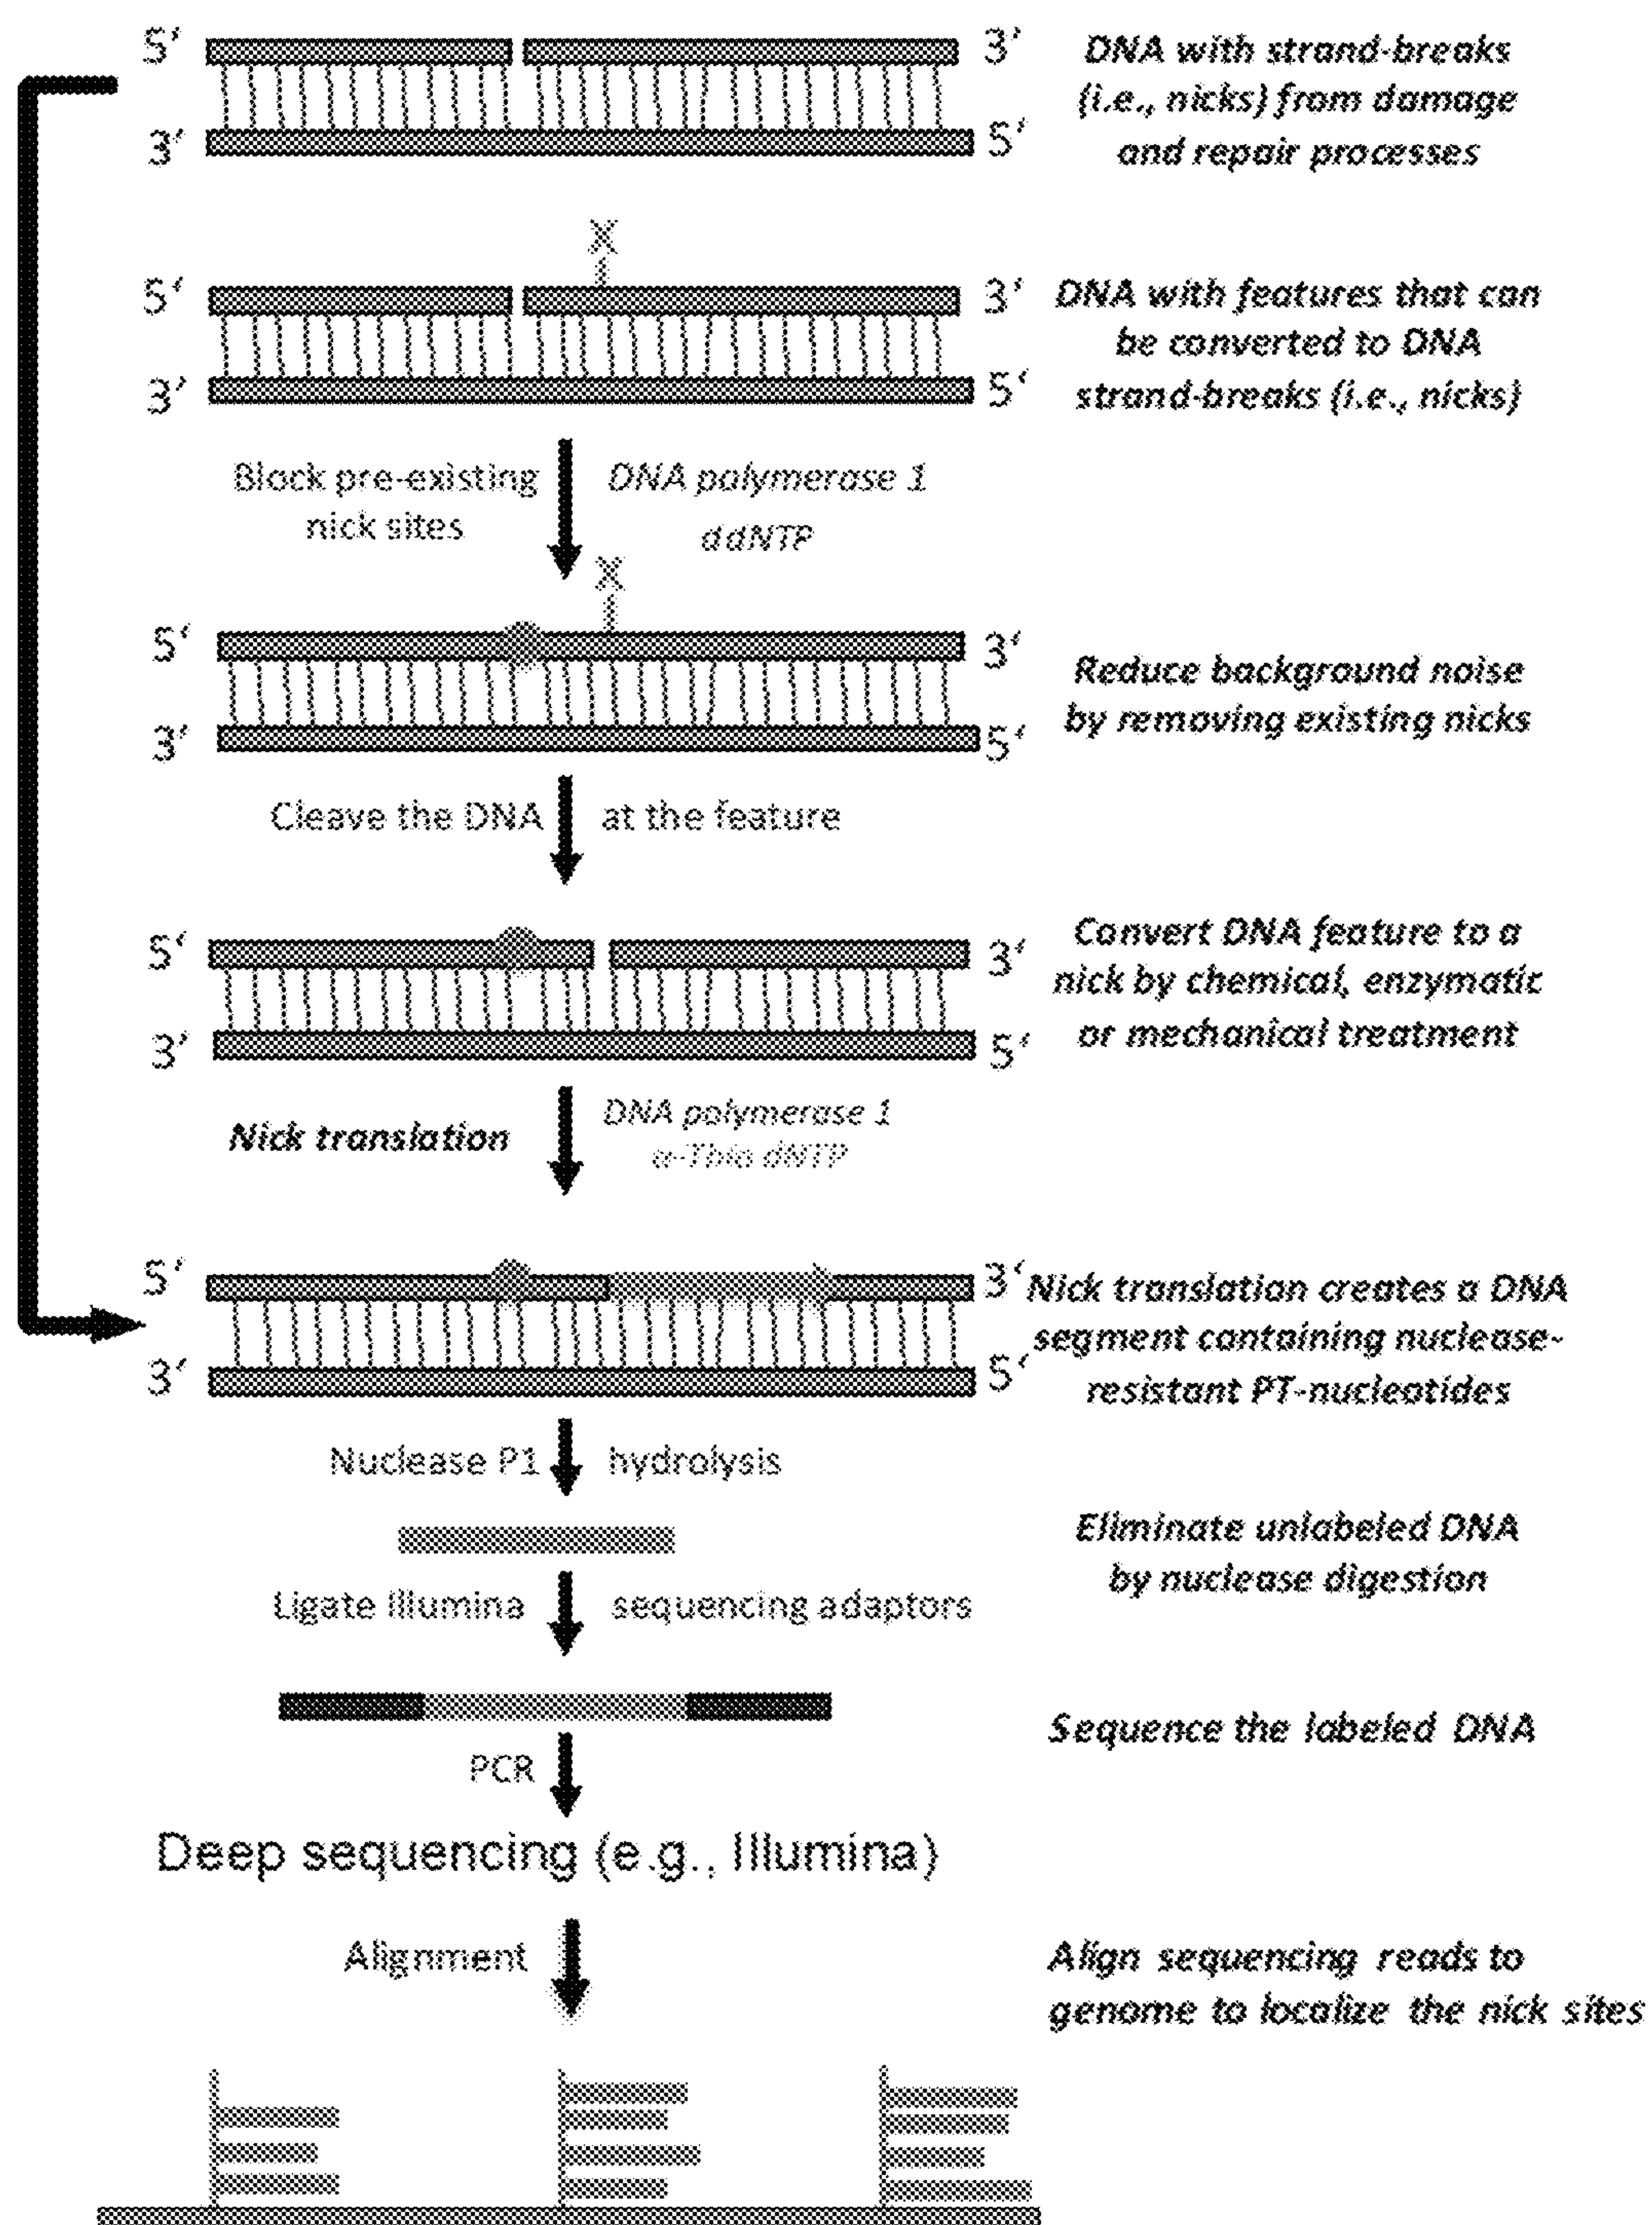 5' 3' DNA with strand-breaks
(i.e., nicks) from damage
3' 5' and repair processes
X
5' 3' DNA with features that can
be converted to DNA
3' 5' strand-breaks (i.e., nicks)
Block pre-existing DNA polymerase 1
nick sites ddNTP
X
5' 3' Reduce background noise
3' 5' by removing existing nicks
Cleave the DNA at the feature
5' 3' Convert DNA feature to a
nick by chemical, enzymatic
3' 5' or mechanical treatment
Nick translation DNA polymerase 1
α-Thio dNTP
5' 3' Nick translation creates a DNA
segment containing nuclease-
3' 5' resistant PT-nucleotides
Nuclease P1 hydrolysis
Eliminate unlabeled DNA
by nuclease digestion
Ligate Illumina sequencing adaptors
Sequence the labeled DNA
PCR
Deep sequencing (e.g., Illumina)
Alignment Align sequencing reads to
genome to localize the nick sites